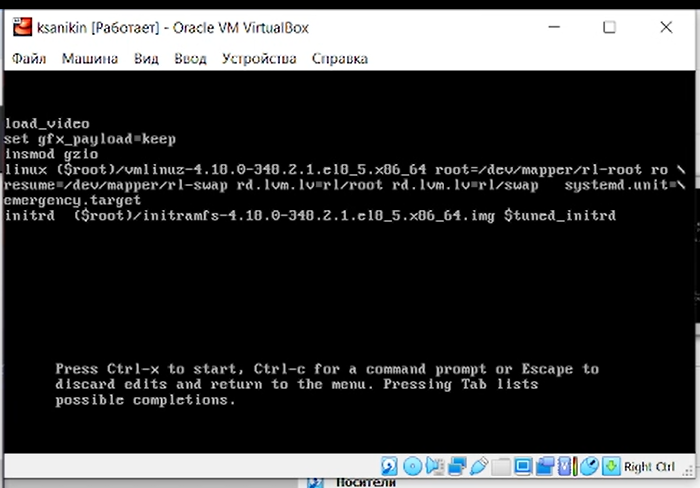 ksanikin [Работает] - Oracle VM VirtualBox
Файл Машина Вид Ввод Устройства Справка
load_video
set gfx_payload=keep
insmod gzio
linux ($root)/vmlinuz-4.18.0-348.2.1.el8_5.x86_64 root=/dev/mapper/rl-root ro \
resume=/dev/mapper/rl-swap rd.lvm.lv=rl/root rd.lvm.lv=rl/swap systemd.unit=\
emergency.target
initrd ($root)/initramfs-4.18.0-348.2.1.el8_5.x86_64.img $tuned_initrd
Press Ctrl-x to start, Ctrl-c for a command prompt or Escape to
discard edits and return to the menu. Pressing Tab lists
possible completions.
Right Ctrl
Носители